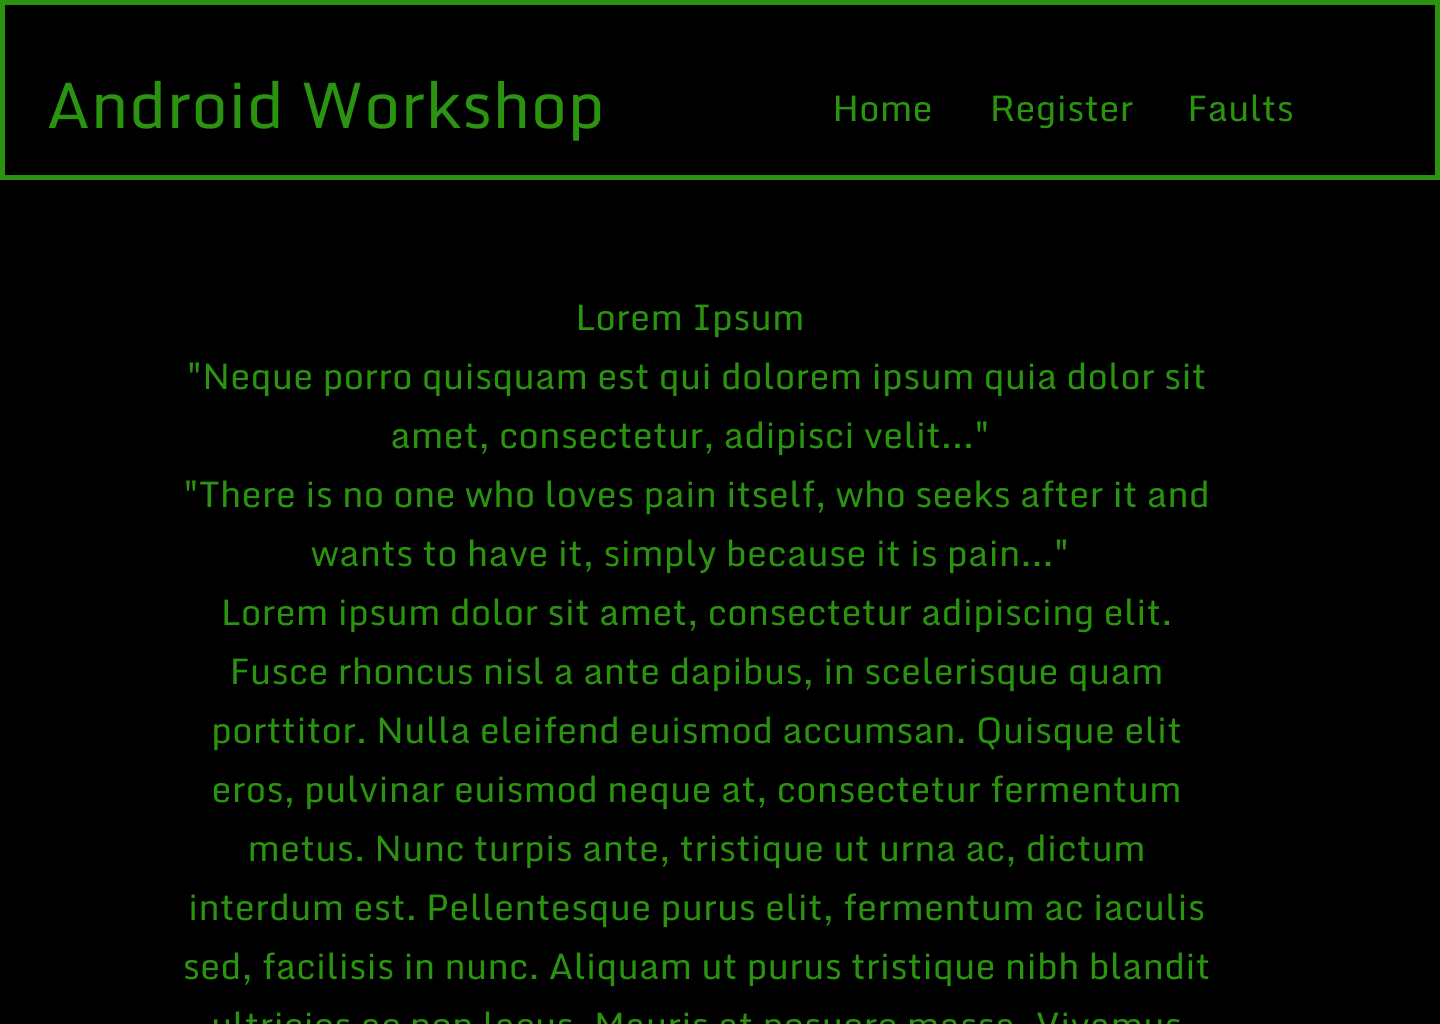 Android Workshop
Home Register Faults
Lorem Ipsum
"Neque porro quisquam est qui dolorem ipsum quia dolor sit
amet, consectetur, adipisci velit..."
"There is no one who loves pain itself, who seeks after it and
wants to have it, simply because it is pain..."
Lorem ipsum dolor sit amet, consectetur adipiscing elit.
Fusce rhoncus nisl a ante dapibus, in scelerisque quam
porttitor. Nulla eleifend euismod accumsan. Quisque elit
eros, pulvinar euismod neque at, consectetur fermentum
metus. Nunc turpis ante, tristique ut urna ac, dictum
interdum est. Pellentesque purus elit, fermentum ac iaculis
sed, facilisis in nunc. Aliquam ut purus tristique nibh blandit